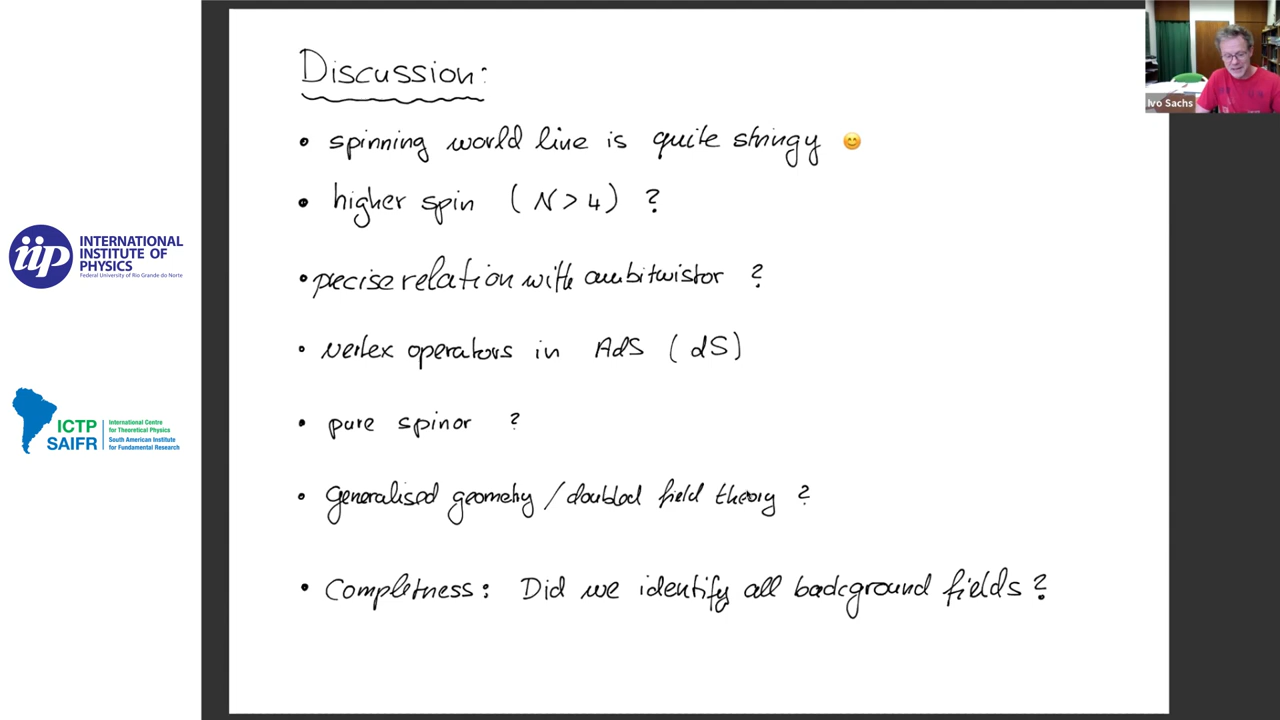 Discussion:
• spinning world line is quite stringy 😊
• higher spin (N > 4) ?
• precise relation with ambitwistor ?
• vertex operators in AdS (dS)
• pure spinor ?
• generalised geometry / doubled field theory ?
• Completness: Did we identify all background fields ?
iip
INTERNATIONAL
INSTITUTE OF
PHYSICS
Federal University of Rio Grande do Norte
ICTP
SAIFR
International Centre
for Theoretical Physics
South American Institute
for Fundamental Research
Ivo Sachs